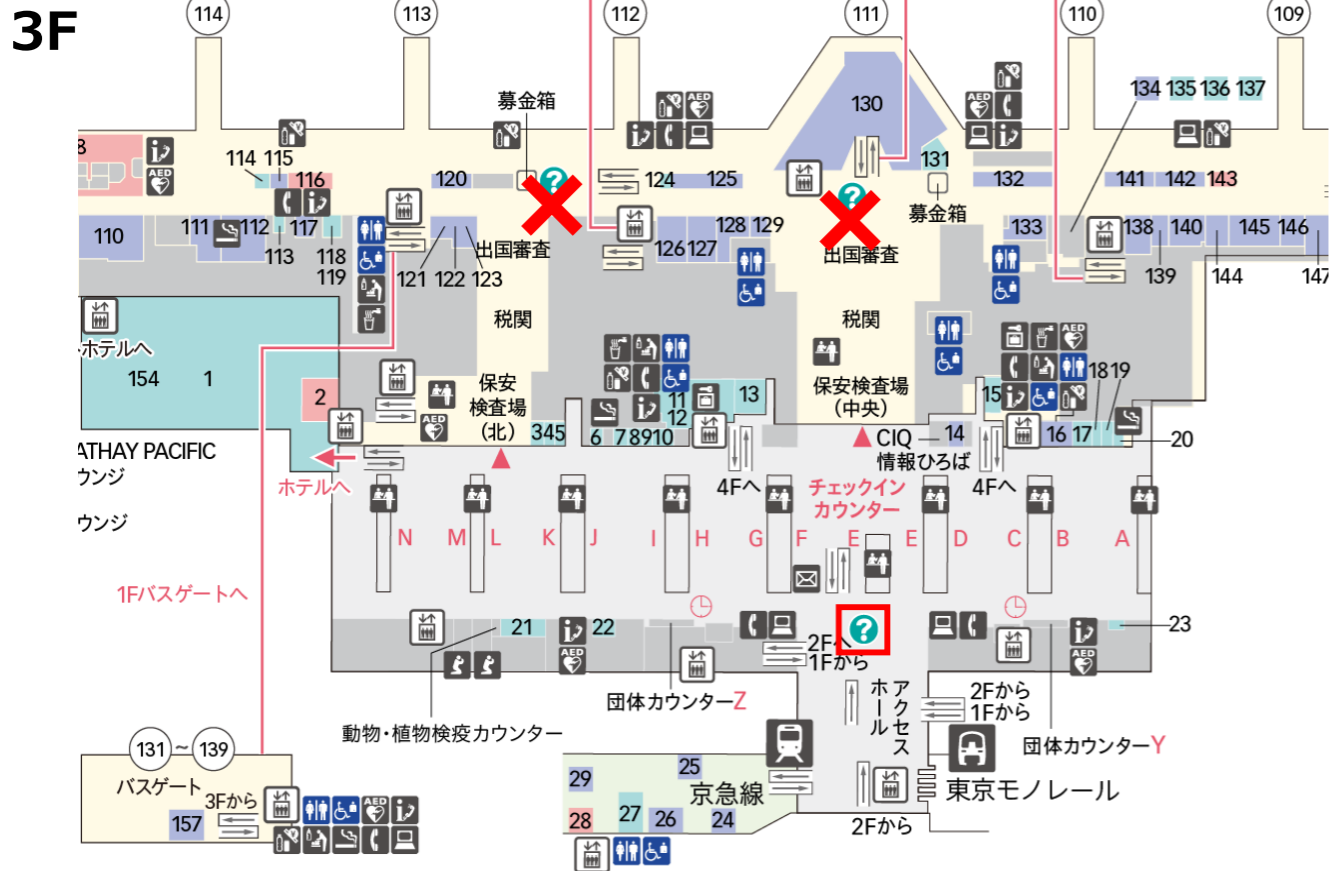 3F
114
113
112
111
110
109
募金箱
130
134 135 136 137
AED
AED
AED
8
114 115
116
120
124 125
131
132
141 142 143
募金箱
110
111 112
113
117
118
119
121 122 123
出国審査
126 127
128 129
出国審査
133
138
139
140
144
145 146
147
税関
税関
ホテルへ
154
1
2
保安
検査場
(北)
AED
345
6 78910
11
12
13
保安検査場
(中央)
AED
15
1819
CIQ
情報ひろば
14
16 17
20
ATHAY PACIFIC
ウンジ
ウンジ
ホテルへ
4Fへ
チェックイン
カウンター
4Fへ
N M L K J I H G F E E D C B A
1Fバスゲートへ
21
22
AED
2Fへ
1Fから
23
AED
団体カウンターZ
動物・植物検疫カウンター
アクセス
ホール
2Fから
1Fから
団体カウンターY
131~139
バスゲート
3Fから
157
AED
29
25
京急線
28
27
26
24
2Fから
東京モノレール